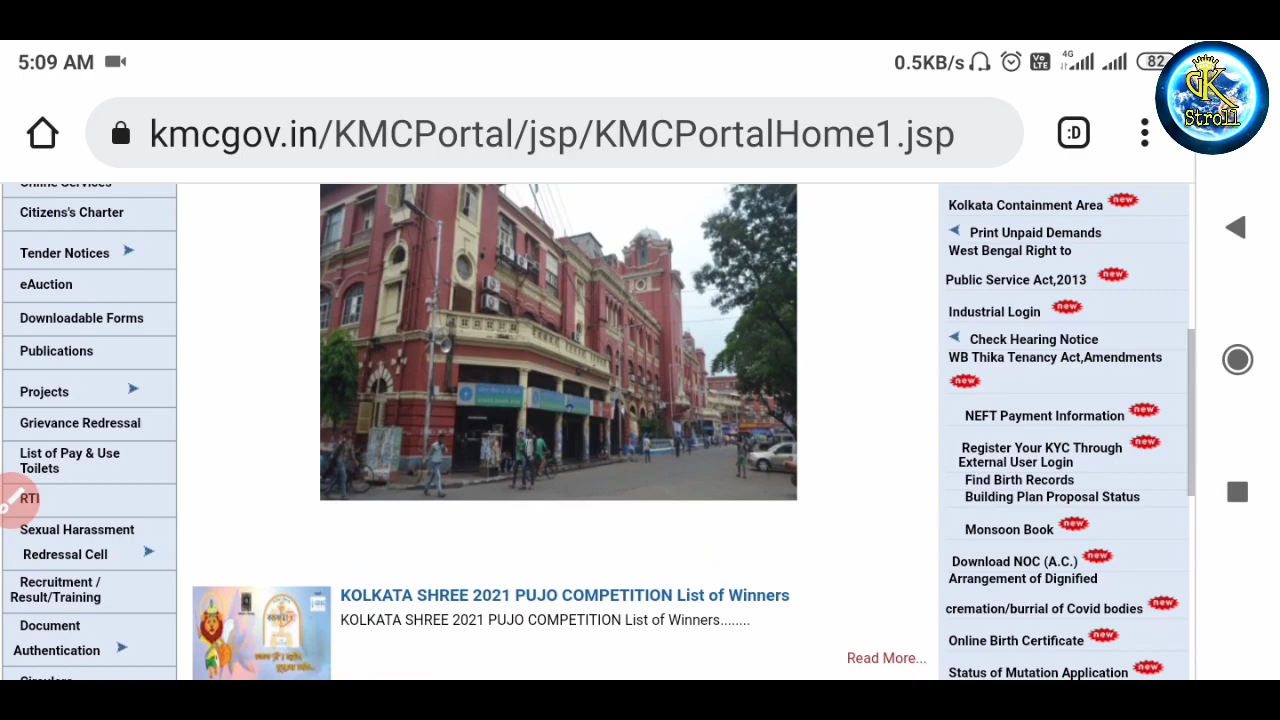 5:09 AM
0.5KB/s
Vo
LTE
4G
82
GK
Stroll
kmcgov.in/KMCPortal/jsp/KMCPortalHome1.jsp
:D
Online Services
Citizens's Charter
Tender Notices
eAuction
Downloadable Forms
Publications
Projects
Grievance Redressal
List of Pay & Use
Toilets
RTI
Sexual Harassment
Redressal Cell
Recruitment /
Result/Training
Document
Authentication
Circulars
KOLKATA SHREE 2021 PUJO COMPETITION List of Winners
KOLKATA SHREE 2021 PUJO COMPETITION List of Winners........
Read More...
Kolkata Containment Area new
Print Unpaid Demands
West Bengal Right to
Public Service Act,2013 new
Industrial Login new
Check Hearing Notice
WB Thika Tenancy Act,Amendments
new
NEFT Payment Information new
Register Your KYC Through new
External User Login
Find Birth Records
Building Plan Proposal Status
Monsoon Book new
Download NOC (A.C.) new
Arrangement of Dignified
cremation/burrial of Covid bodies new
Online Birth Certificate new
Status of Mutation Application new